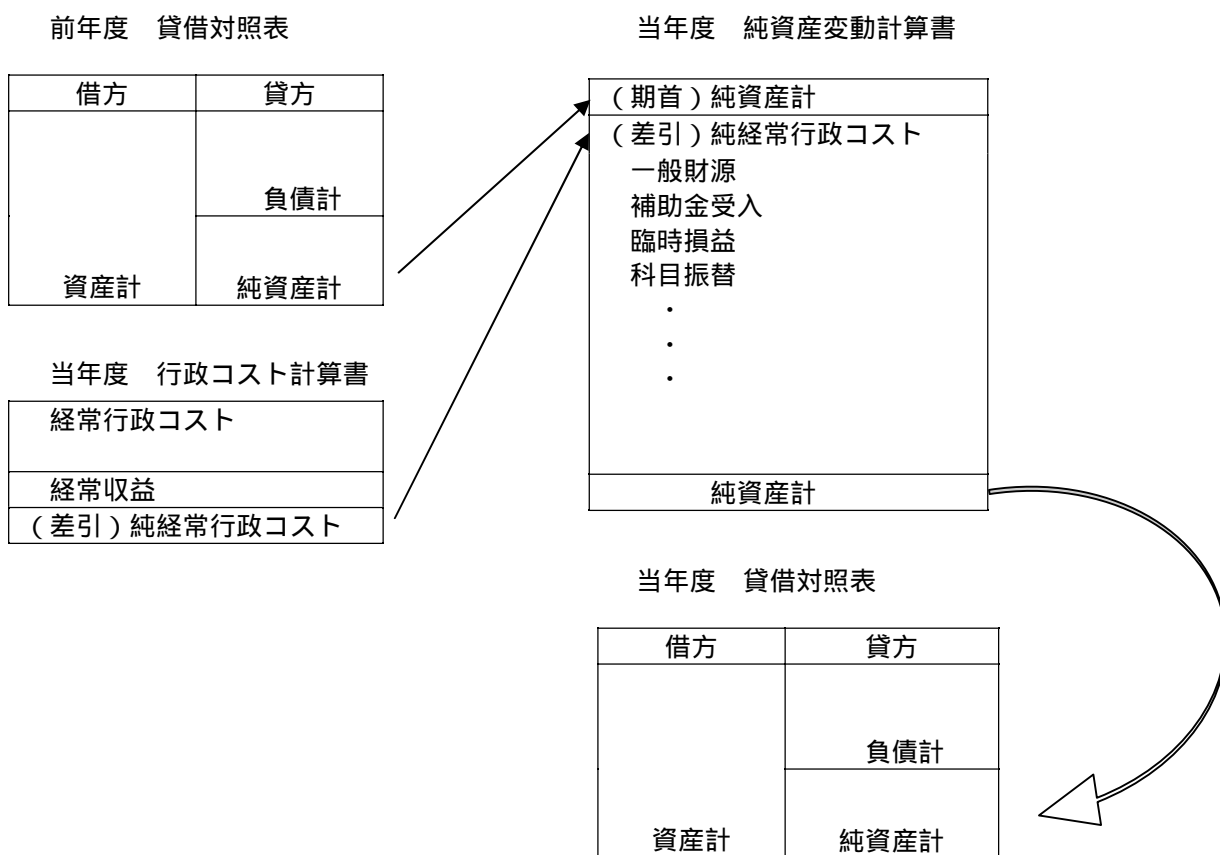 前年度　貸借対照表
借方　貸方
負債計
資産計　純資産計
当年度　行政コスト計算書
経常行政コスト
経常収益
（差引）純経常行政コスト
当年度　純資産変動計算書
（期首）純資産計
（差引）純経常行政コスト
一般財源
補助金受入
臨時損益
科目振替
・
・
・
純資産計
当年度　貸借対照表
借方　貸方
負債計
資産計　純資産計